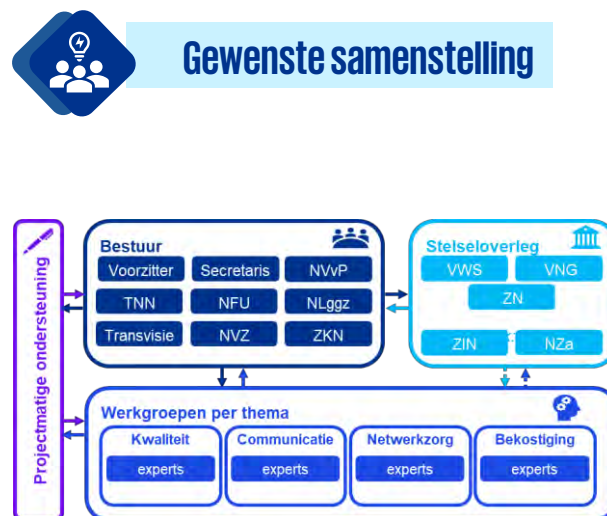 Gewenste samenstelling
Projectmatige ondersteuning
Bestuur
Voorzitter Secretaris NVvP
TNN NFU NLggz
Transvisie NVZ ZKN
Stelseloverleg
VWS VNG
ZN
ZIN NZa
Werkgroepen per thema
Kwaliteit Communicatie Netwerkzorg Bekostiging
experts experts experts experts